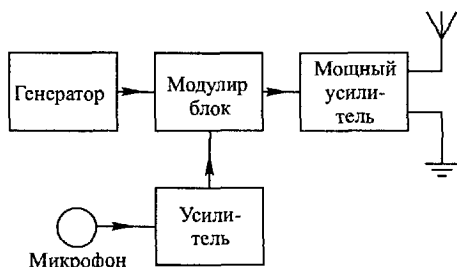 Генератор
Модулир
блок
Мощный
усили-
тель
Усили-
тель
Микрофон